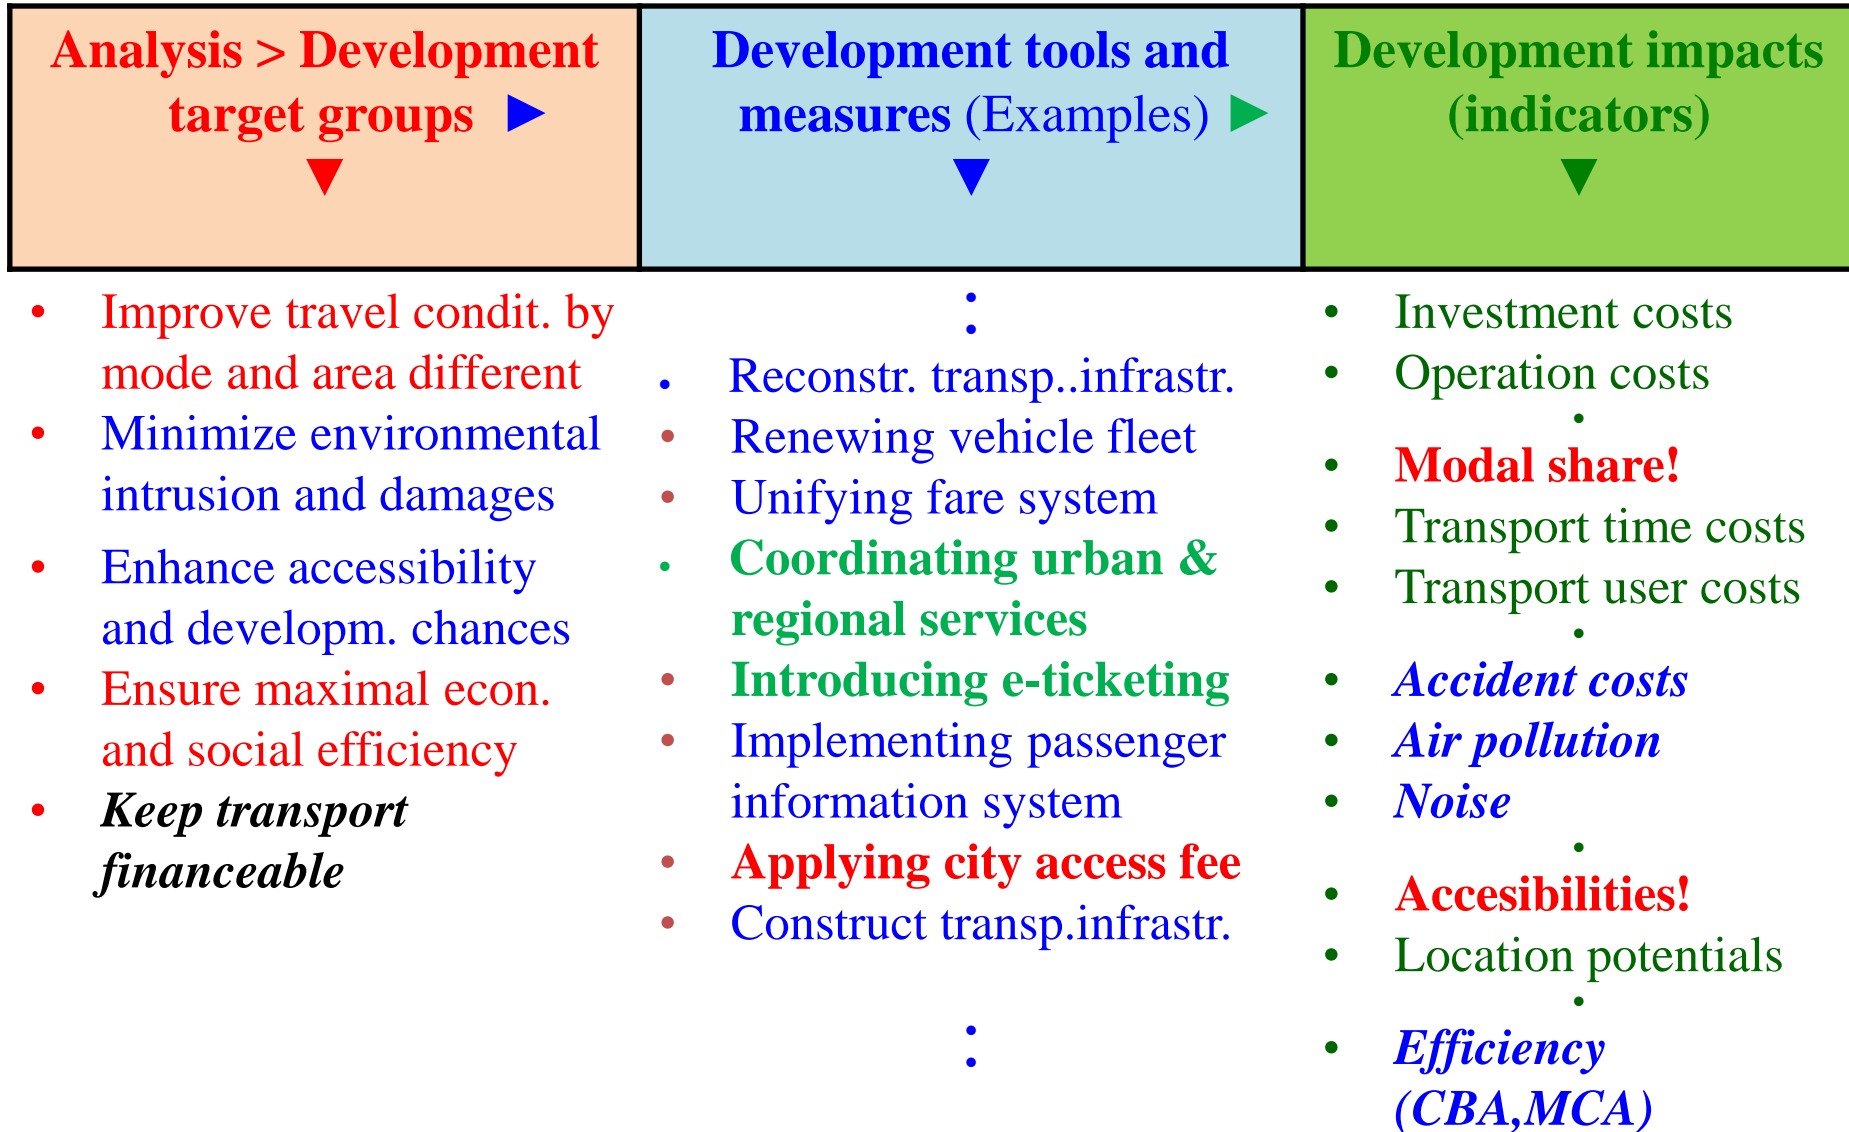 Analysis > Development
target groups ►
▼
Development tools and
measures (Examples) ►
▼
Development impacts
(indicators)
▼
• Improve travel condit. by
mode and area different
• Minimize environmental
intrusion and damages
• Enhance accessibility
and developm. chances
• Ensure maximal econ.
and social efficiency
• Keep transport
financeable
:
• Reconstr. transp..infrastr.
• Renewing vehicle fleet
• Unifying fare system
• Coordinating urban &
regional services
• Introducing e-ticketing
• Implementing passenger
information system
• Applying city access fee
• Construct transp.infrastr.
:
• Investment costs
• Operation costs
•
• Modal share!
• Transport time costs
• Transport user costs
•
• Accident costs
• Air pollution
• Noise
•
• Accesibilities!
• Location potentials
•
• Efficiency
(CBA,MCA)